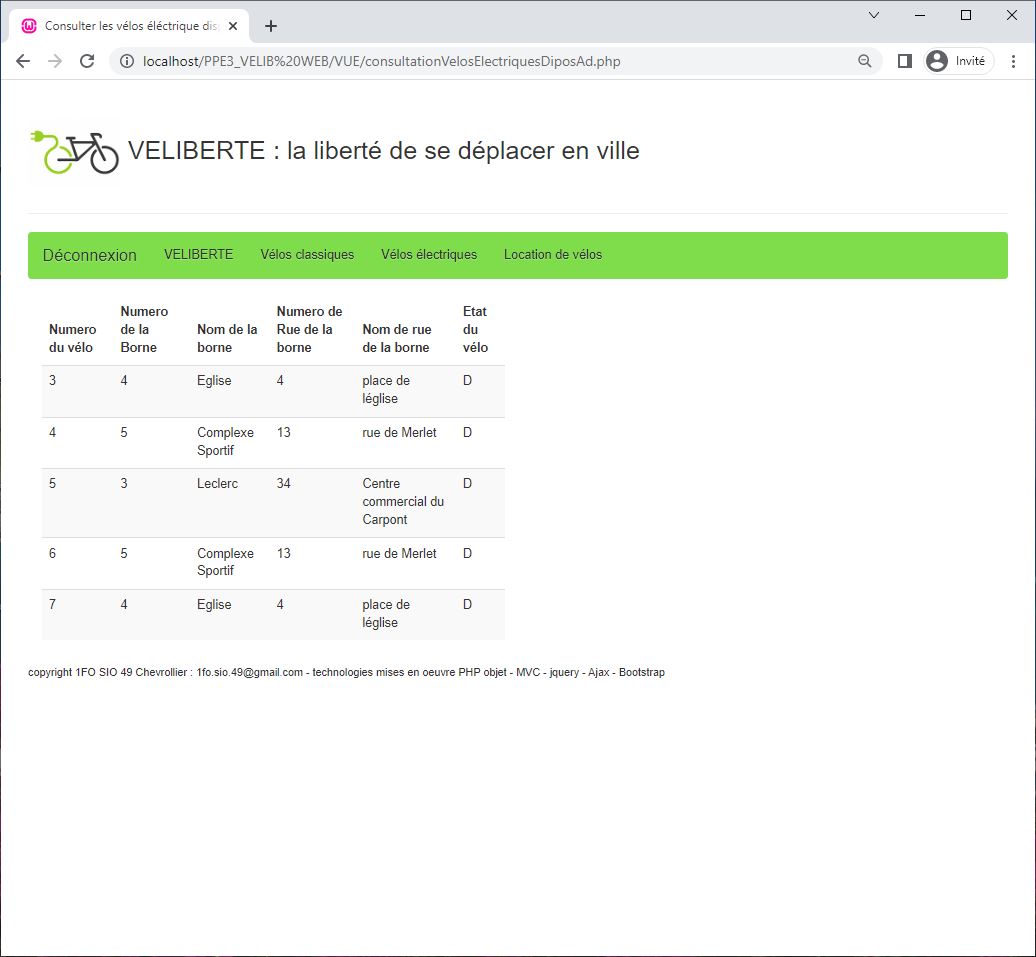 Consulter les vélos éléctrique dis
localhost/PPE3_VELIB%20WEB/VUE/consultationVelosElectriquesDiposAd.php
Invité
VELIBERTE : la liberté de se déplacer en ville
Déconnexion VELIBERTE Vélos classiques Vélos électriques Location de vélos
Numero du vélo Numero de la Borne Nom de la borne Numero de Rue de la borne Nom de rue de la borne Etat du vélo
3 4 Eglise 4 place de léglise D
4 5 Complexe Sportif 13 rue de Merlet D
5 3 Leclerc 34 Centre commercial du Carpont D
6 5 Complexe Sportif 13 rue de Merlet D
7 4 Eglise 4 place de léglise D
copyright 1FO SIO 49 Chevrollier : 1fo.sio.49@gmail.com - technologies mises en oeuvre PHP objet - MVC - jquery - Ajax - Bootstrap